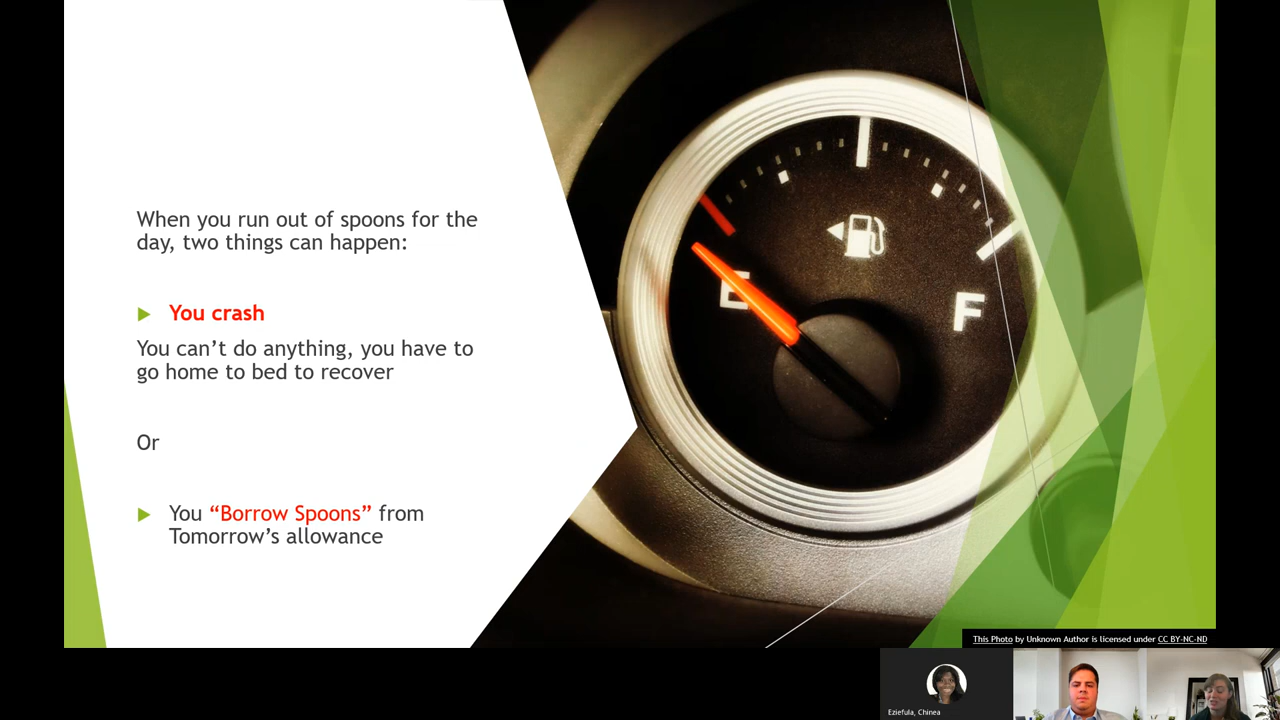 When you run out of spoons for the
day, two things can happen:
You crash
You can’t do anything, you have to
go home to bed to recover
Or
You “Borrow Spoons” from
Tomorrow’s allowance
E
F
This Photo by Unknown Author is licensed under CC BY-NC-ND
Eziefula, Chinea